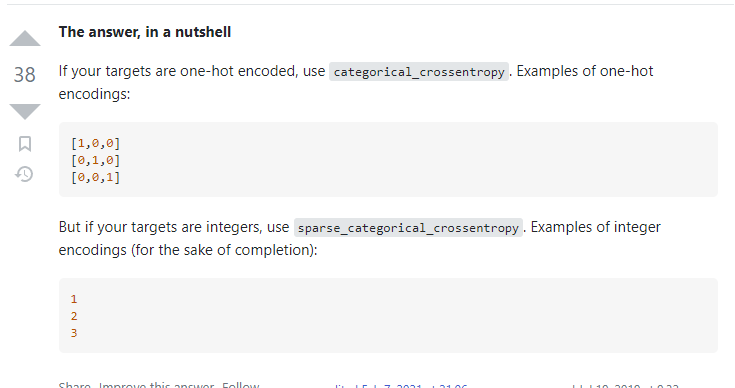 The answer, in a nutshell
38
If your targets are one-hot encoded, use categorical_crossentropy. Examples of one-hot
encodings:
[1,0,0]
[0,1,0]
[0,0,1]
But if your targets are integers, use sparse_categorical_crossentropy. Examples of integer
encodings (for the sake of completion):
1
2
3
Share Improve this answer Follow